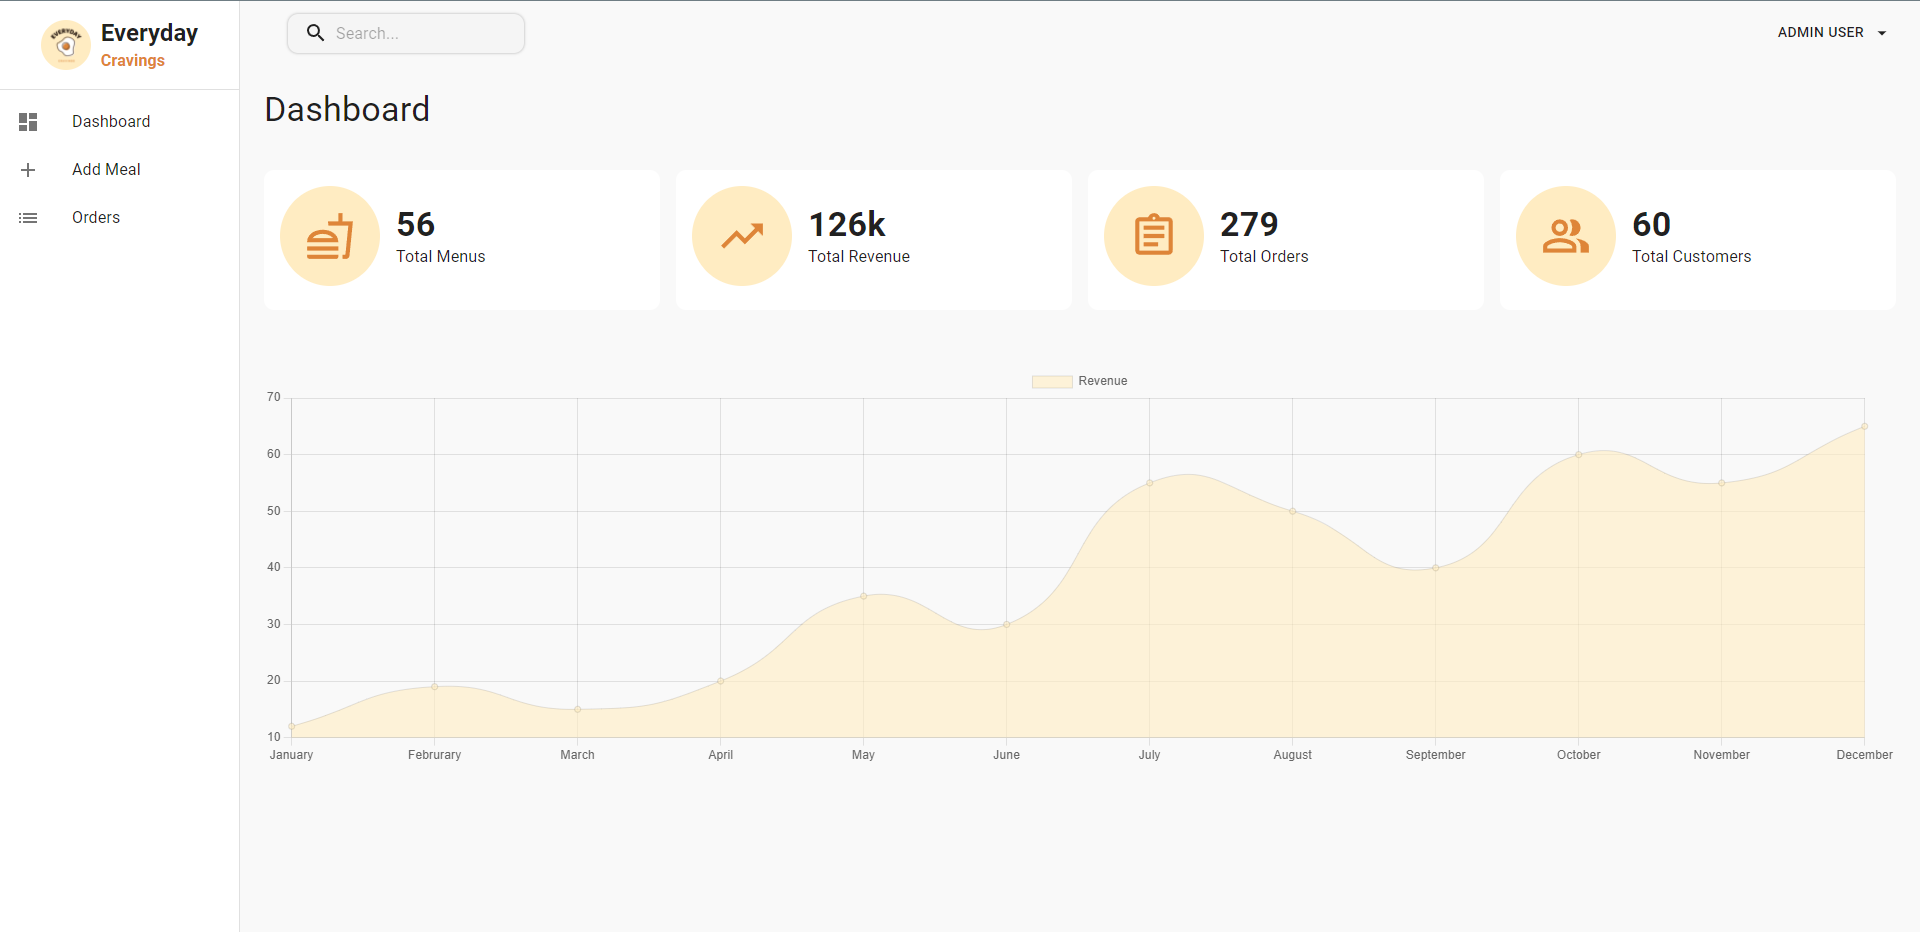 EVERYDAY
Everyday
Cravings
Search...
ADMIN USER
Dashboard
Add Meal
Orders
Dashboard
56
Total Menus
126k
Total Revenue
279
Total Orders
60
Total Customers
Revenue
70
60
50
40
30
20
10
January Februrary March April May June July August September October November December